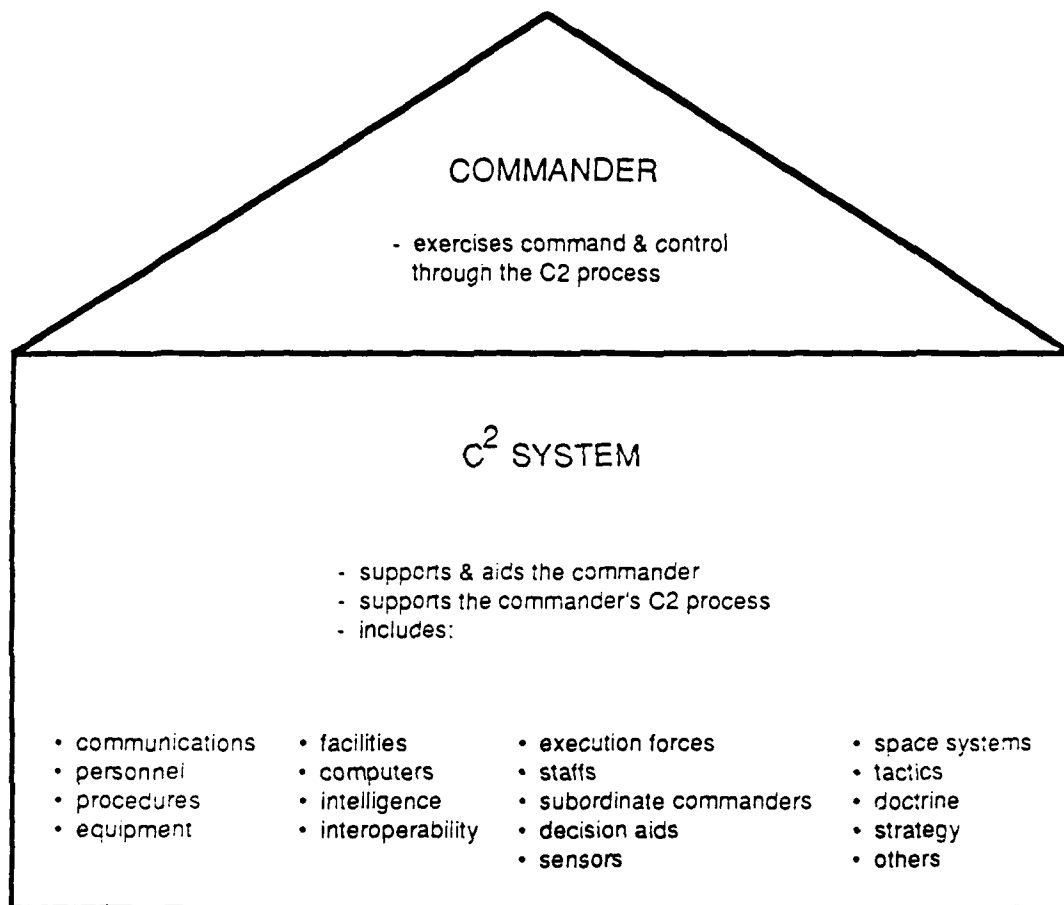 COMMANDER
- exercises command & control
through the C2 process
C² SYSTEM
- supports & aids the commander
- supports the commander's C2 process
- includes:
• communications
• personnel
• procedures
• equipment
• facilities
• computers
• intelligence
• interoperability
• execution forces
• staffs
• subordinate commanders
• decision aids
• sensors
• space systems
• tactics
• doctrine
• strategy
• others